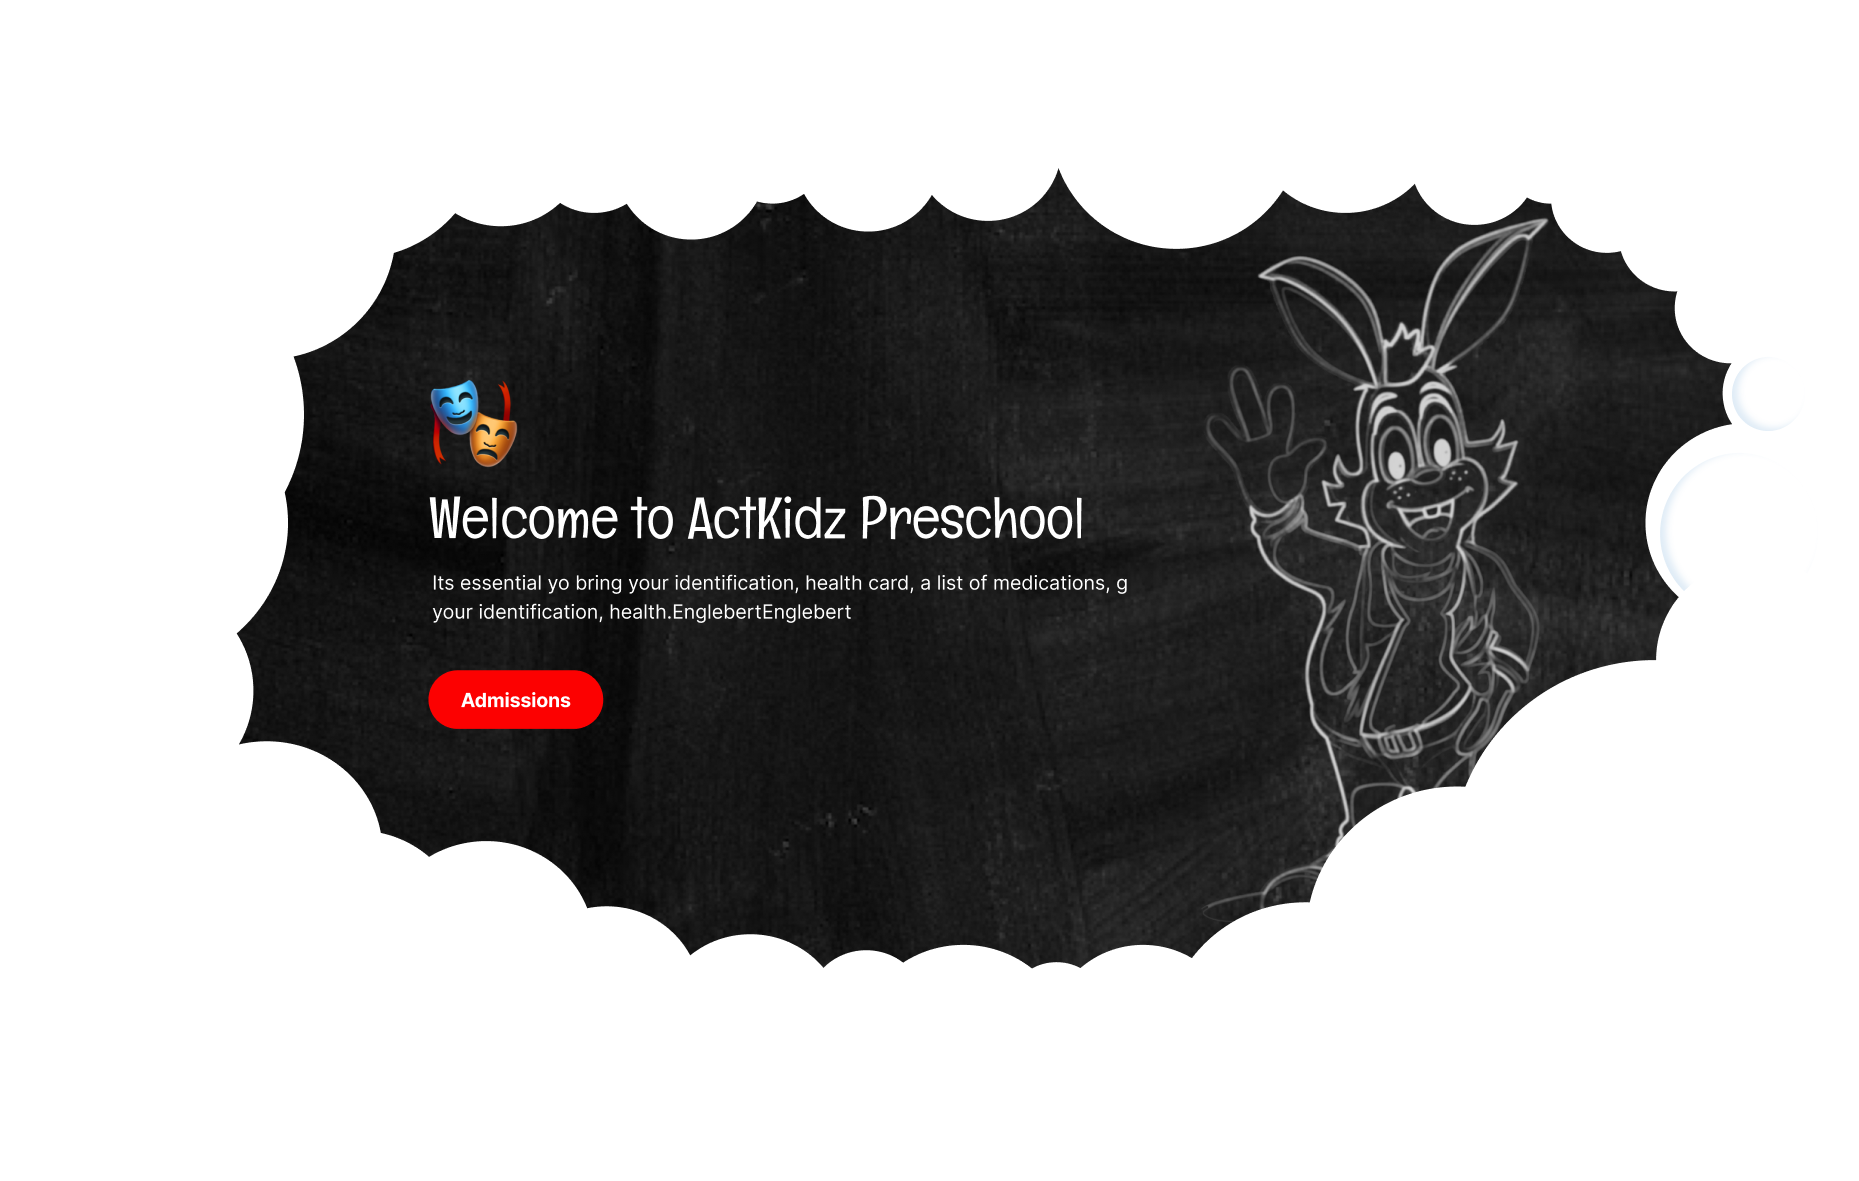 Welcome to ActKidz Preschool
Its essential yo bring your identification, health card, a list of medications, g
your identification, health.EnglebertEnglebert
Admissions